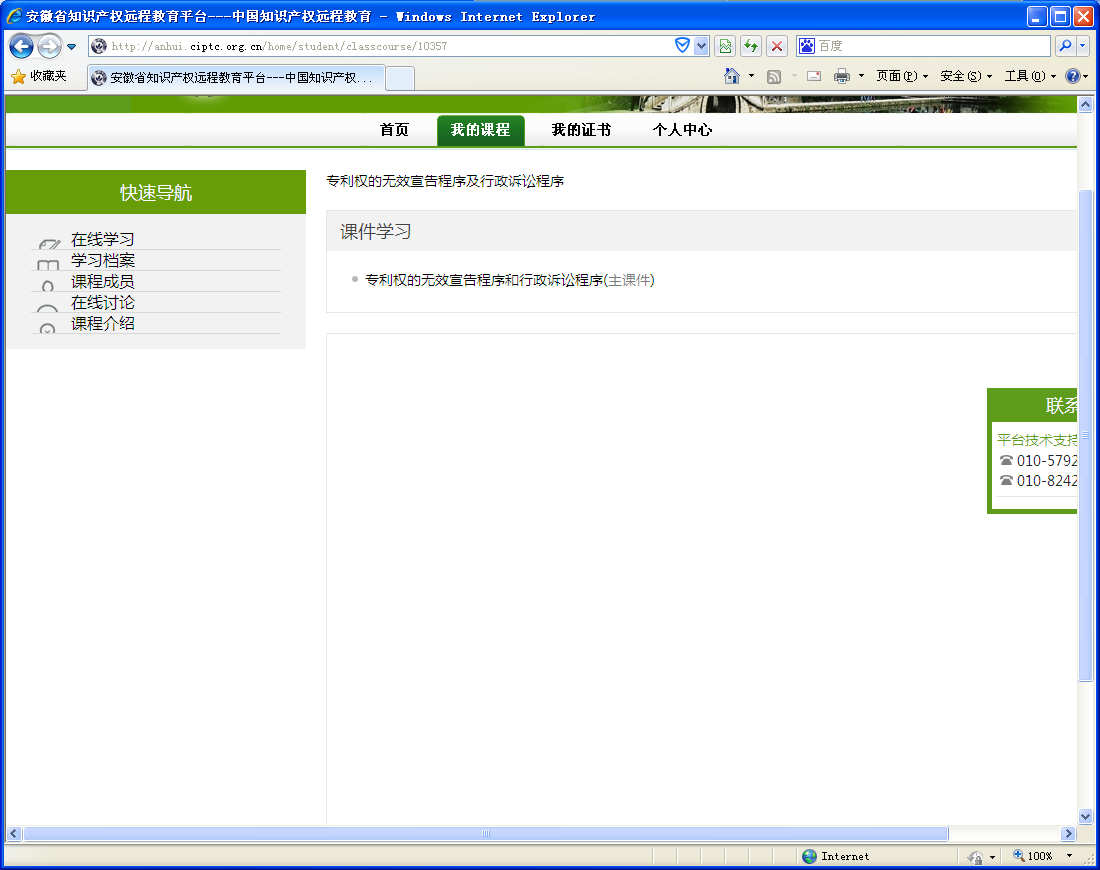 安徽省知识产权远程教育平台---中国知识产权远程教育 - Windows Internet Explorer
http://anhui.ciptc.org.cn/home/student/classcourse/10357
百度
收藏夹
安徽省知识产权远程教育平台---中国知识产权...
页面(P)
安全(S)
工具(O)
首页
我的课程
我的证书
个人中心
快速导航
在线学习
学习档案
课程成员
在线讨论
课程介绍
专利权的无效宣告程序及行政诉讼程序
课件学习
专利权的无效宣告程序和行政诉讼程序(主课件)
联系
平台技术支持
010-5792
010-8242
Internet
100%